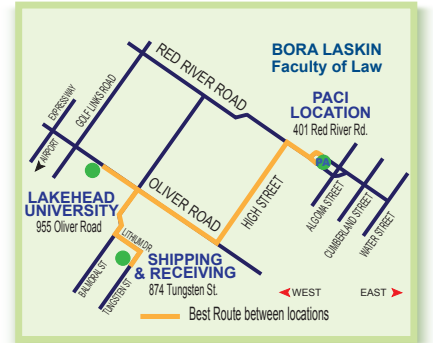 BORA LASKIN
Faculty of Law
RED RIVER ROAD
PACI
LOCATION
401 Red River Rd.
EXPRESSWAY
GOLF LINKS ROAD
AIRPORT
PA
OLIVER ROAD
HIGH STREET
ALGOMA STREET
CUMBERLAND STREET
WATER STREET
LAKEHEAD
UNIVERSITY
955 Oliver Road
LITHIUM DR
BALMORAL ST
TUNGSTEN ST
SHIPPING
& RECEIVING
874 Tungsten St.
WEST EAST
Best Route between locations